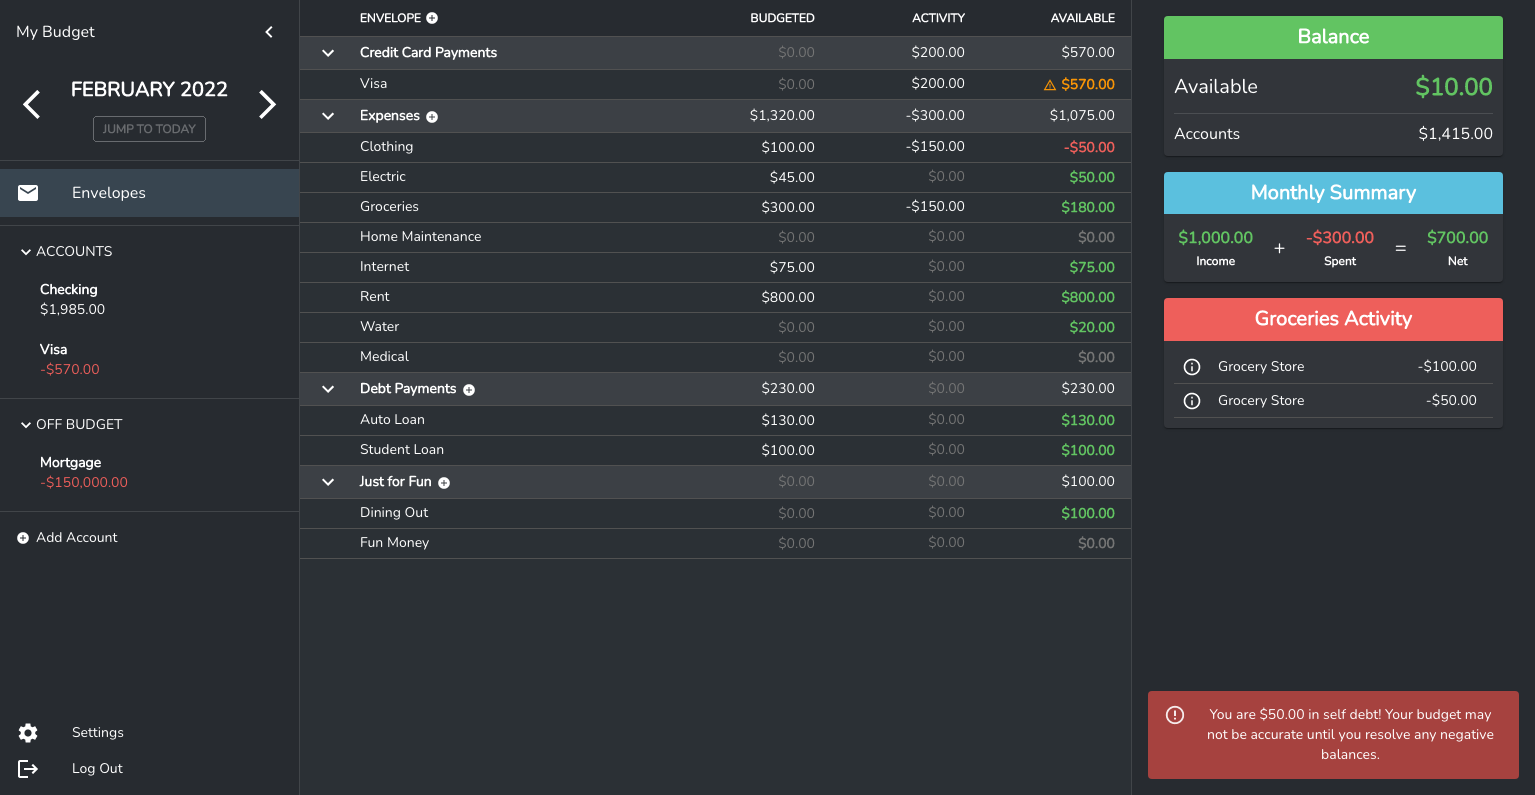 My Budget
FEBRUARY 2022
JUMP TO TODAY
Envelopes
ACCOUNTS
Checking
$1,985.00
Visa
-$570.00
OFF BUDGET
Mortgage
-$150,000.00
Add Account
Settings
Log Out
ENVELOPE BUDGETED ACTIVITY AVAILABLE
Credit Card Payments $0.00 $200.00 $570.00
Visa $0.00 $200.00 $570.00
Expenses $1,320.00 -$300.00 $1,075.00
Clothing $100.00 -$150.00 -$50.00
Electric $45.00 $0.00 $50.00
Groceries $300.00 -$150.00 $180.00
Home Maintenance $0.00 $0.00 $0.00
Internet $75.00 $0.00 $75.00
Rent $800.00 $0.00 $800.00
Water $0.00 $0.00 $20.00
Medical $0.00 $0.00 $0.00
Debt Payments $230.00 $0.00 $230.00
Auto Loan $130.00 $0.00 $130.00
Student Loan $100.00 $0.00 $100.00
Just for Fun $0.00 $0.00 $100.00
Dining Out $0.00 $0.00 $100.00
Fun Money $0.00 $0.00 $0.00
Balance
Available $10.00
Accounts $1,415.00
Monthly Summary
$1,000.00 + -$300.00 = $700.00
Income Spent Net
Groceries Activity
Grocery Store -$100.00
Grocery Store -$50.00
You are $50.00 in self debt! Your budget may
not be accurate until you resolve any negative
balances.